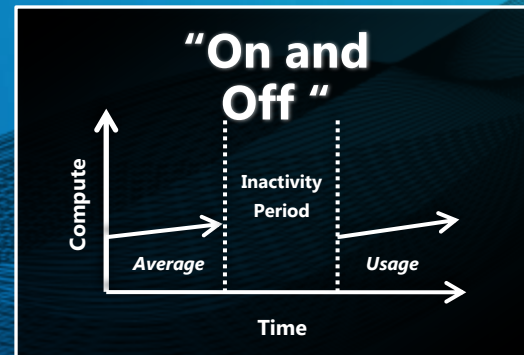 “On and
Off “
Compute
Inactivity
Period
Average
Usage
Time